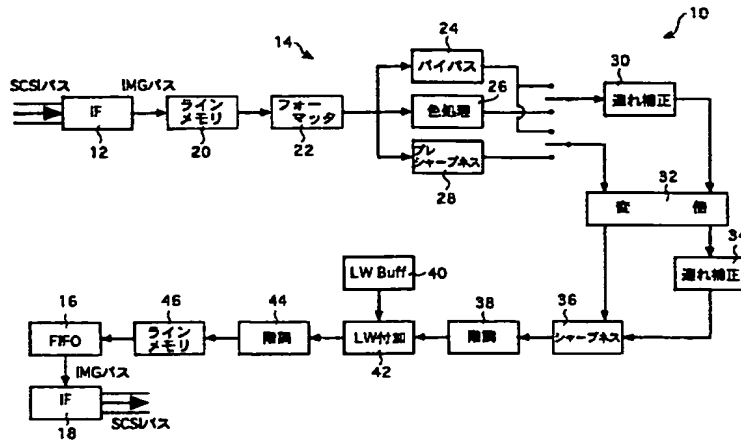 10
14
24
バイパス
30
SCSIバス
IMGバス
26
IF
ライン
メモリ
フォー
マッタ
色処理
遅れ補正
12
20
22
プレ
シャープネス
28
32
変 倍
34
遅れ補正
LW Buff
40
16
46
44
38
36
FIFO
ライン
メモリ
階調
LW付加
階調
シャープネス
42
IMGバス
IF
SCSIバス
18